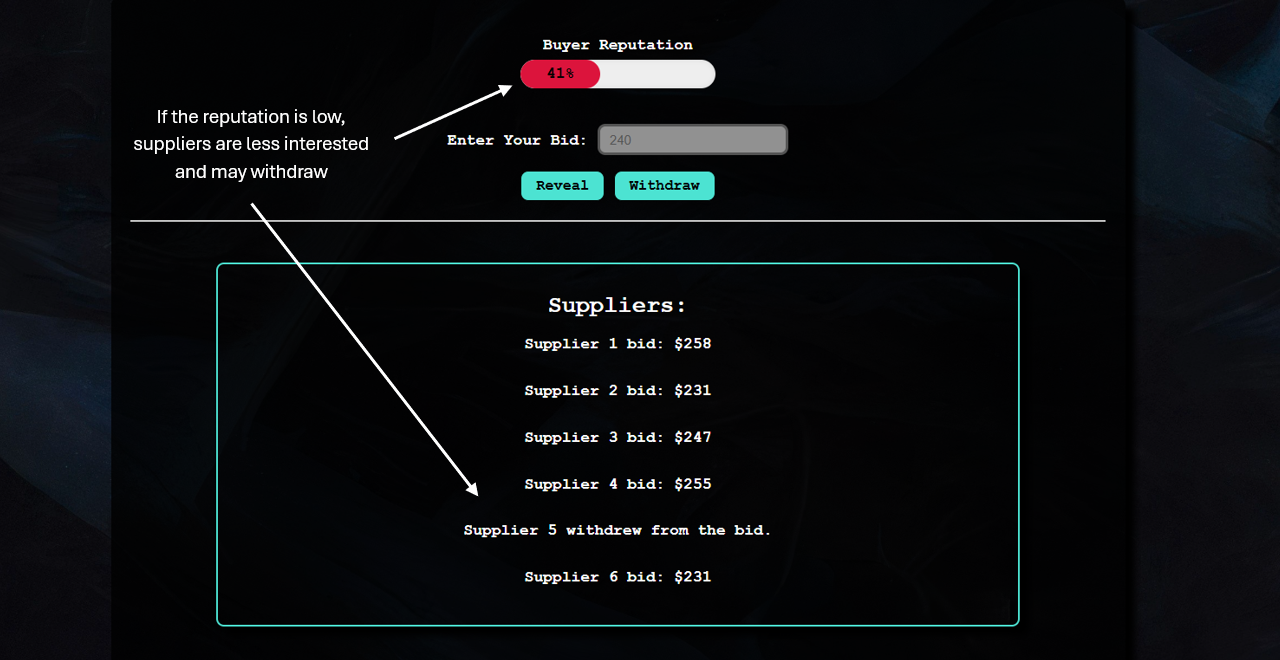 Buyer Reputation
41%
If the reputation is low,
suppliers are less interested
and may withdraw
Enter Your Bid: 240
Reveal Withdraw
Suppliers:
Supplier 1 bid: $258
Supplier 2 bid: $231
Supplier 3 bid: $247
Supplier 4 bid: $255
Supplier 5 withdrew from the bid.
Supplier 6 bid: $231